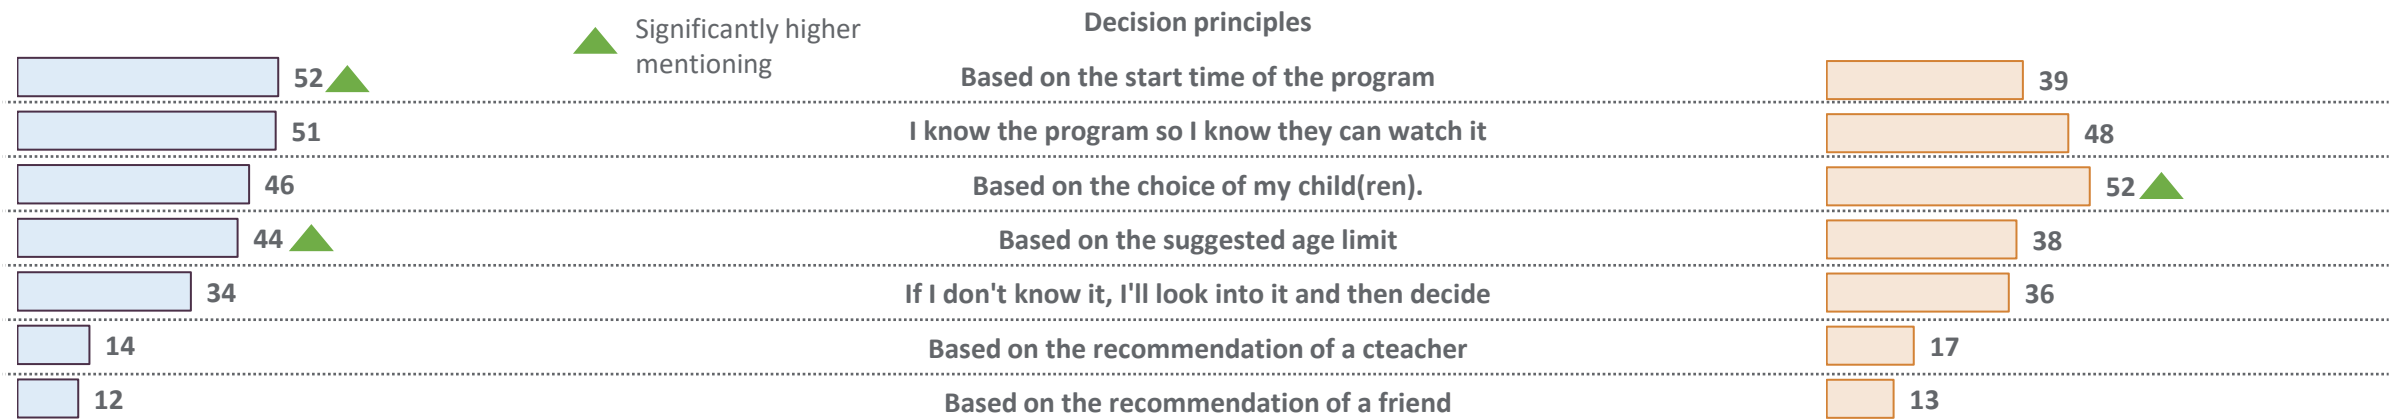 Decision principles
Significantly higher
mentioning
52 Based on the start time of the program 39
51 I know the program so I know they can watch it 48
46 Based on the choice of my child(ren). 52
44 Based on the suggested age limit 38
34 If I don't know it, I'll look into it and then decide 36
14 Based on the recommendation of a cteacher 17
12 Based on the recommendation of a friend 13